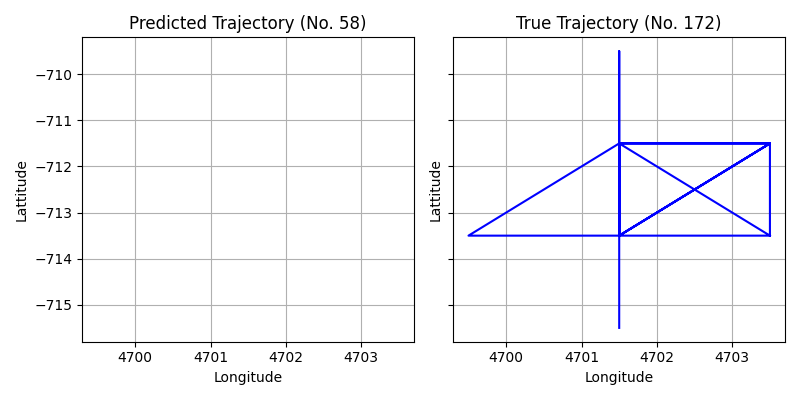 Predicted Trajectory (No. 58)
True Trajectory (No. 172)
−710
−711
−712
−713
−714
−715
Lattitude
4700
4701
4702
4703
Longitude
Lattitude
4700
4701
4702
4703
Longitude